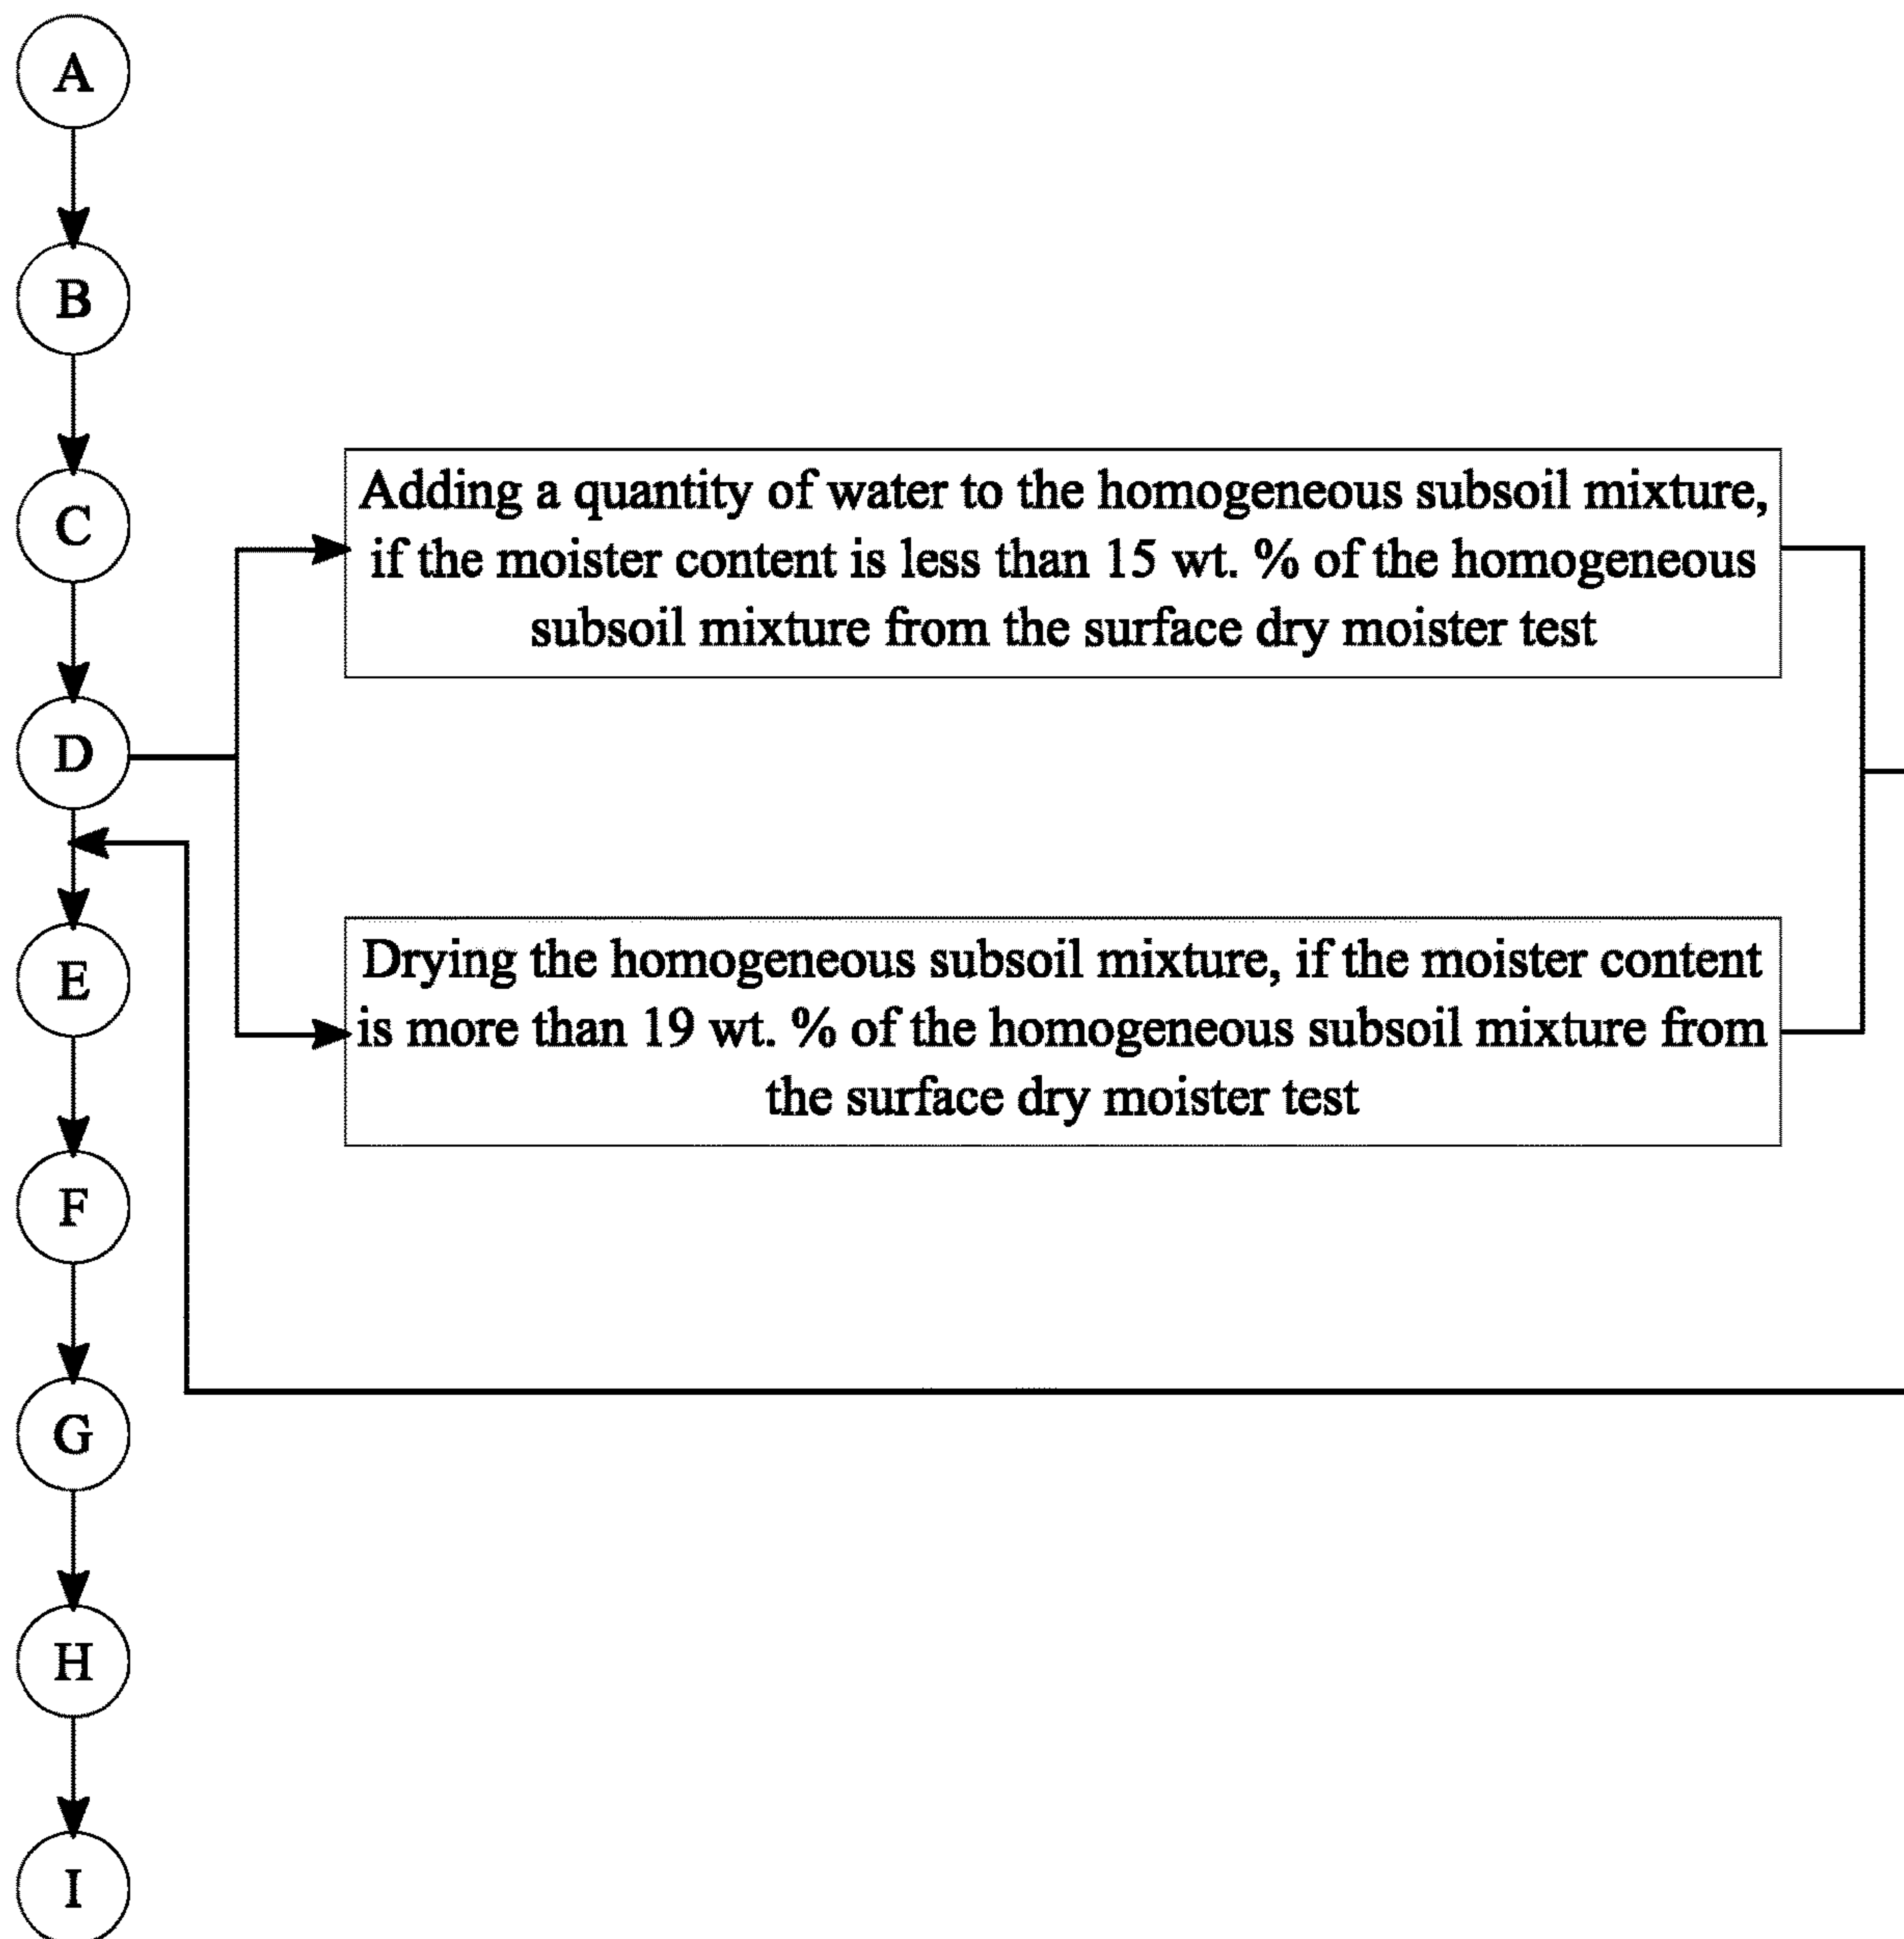 A
B
C
Adding a quantity of water to the homogeneous subsoil mixture,
if the moister content is less than 15 wt. % of the homogeneous
subsoil mixture from the surface dry moister test
D
Drying the homogeneous subsoil mixture, if the moister content
is more than 19 wt. % of the homogeneous subsoil mixture from
the surface dry moister test
E
F
G
H
I